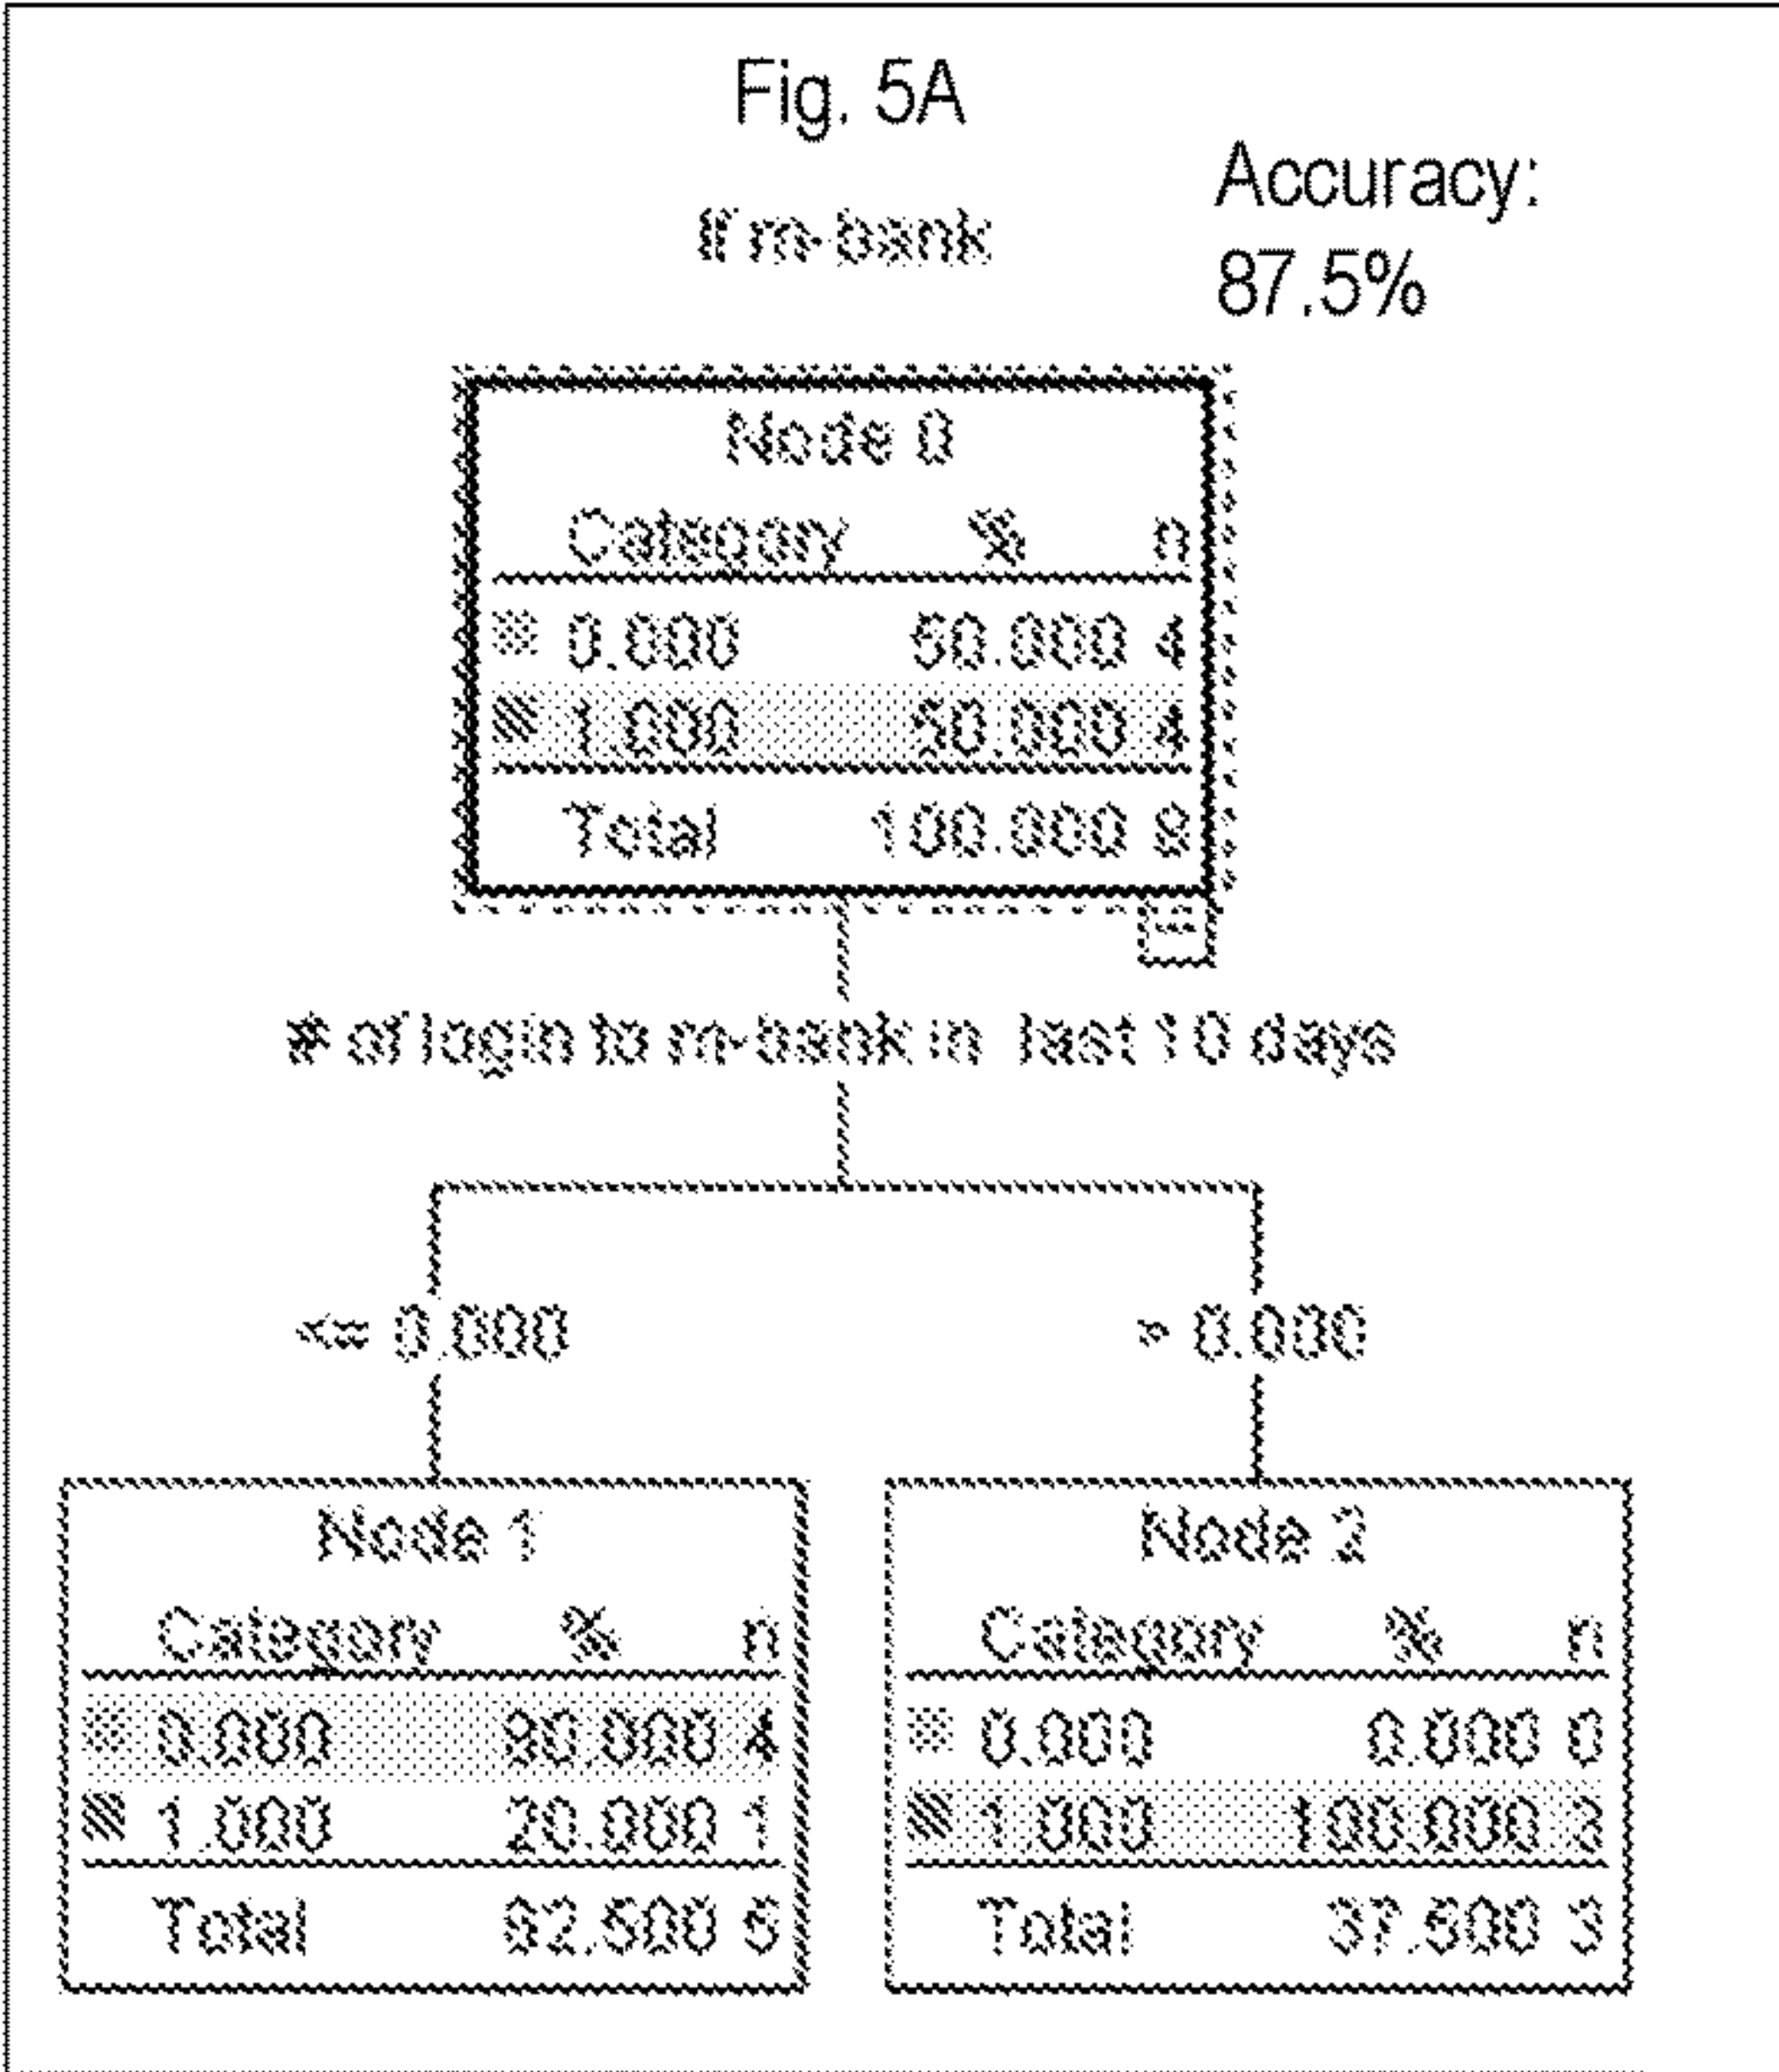 Fig. 5A
Accuracy:
87.5%
If m-bank
Node 0
Category % n
0.000 50.000 4
1.000 50.000 4
Total 100.000 8
# of login to m-bank in last 10 days
<= 0.000
> 0.000
Node 1
Category % n
0.000 80.000 4
1.000 20.000 1
Total 62.500 5
Node 2
Category % n
0.000 0.000 0
1.000 100.000 3
Total 37.500 3